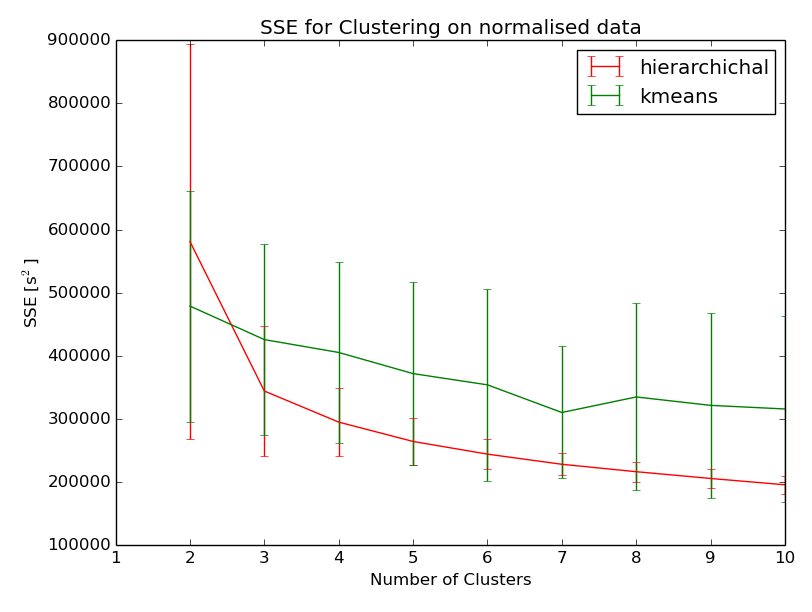 SSE for Clustering on normalised data
hierarchichal
kmeans
900000
800000
700000
600000
500000
400000
300000
200000
100000
SSE [s² ]
1 2 3 4 5 6 7 8 9 10
Number of Clusters